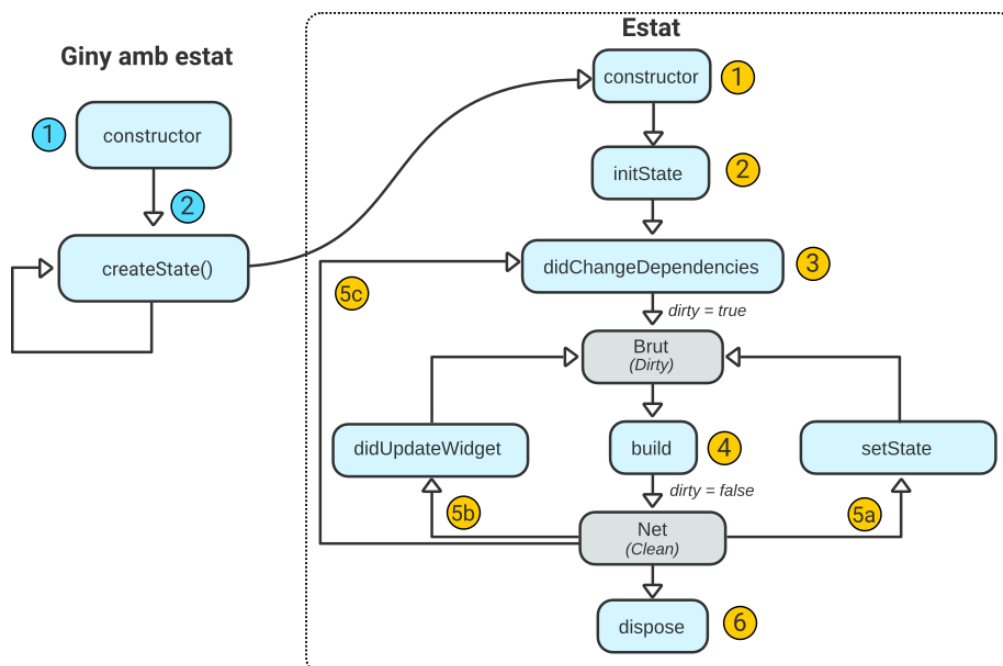 Giny amb estat
1
constructor
2
createState()
Estat
constructor
1
initState
2
didChangeDependencies
3
5c
dirty = true
Brut
(Dirty)
didUpdateWidget
build
4
setState
dirty = false
5b
5a
Net
(Clean)
dispose
6